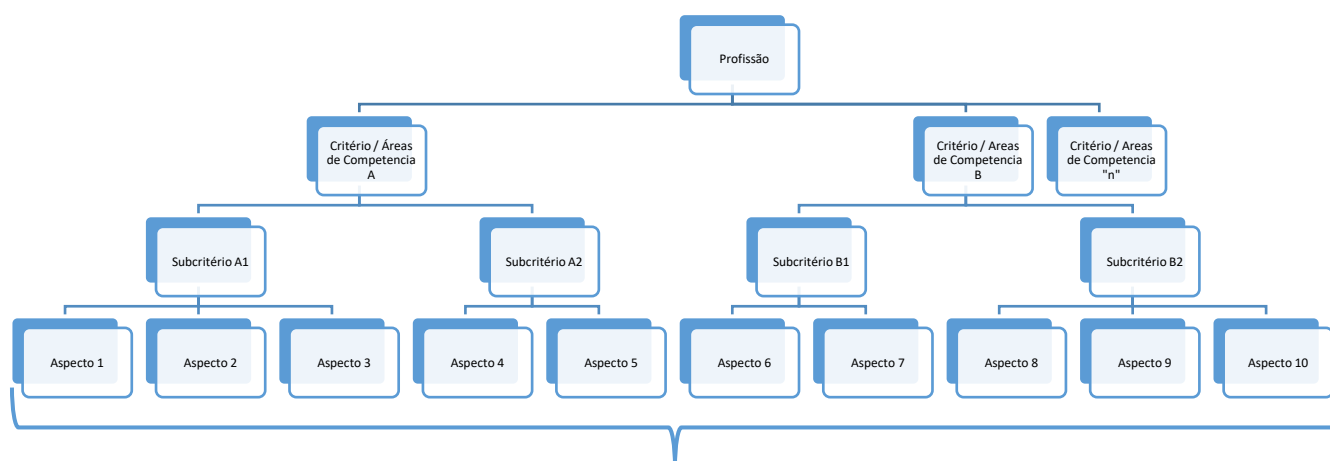 Profissão
Critério / Áreas
de Competencia
A
Critério / Areas
de Competencia
B
Critério / Areas
de Competencia
"n"
Subcritério A1
Subcritério A2
Subcritério B1
Subcritério B2
Aspecto 1
Aspecto 2
Aspecto 3
Aspecto 4
Aspecto 5
Aspecto 6
Aspecto 7
Aspecto 8
Aspecto 9
Aspecto 10